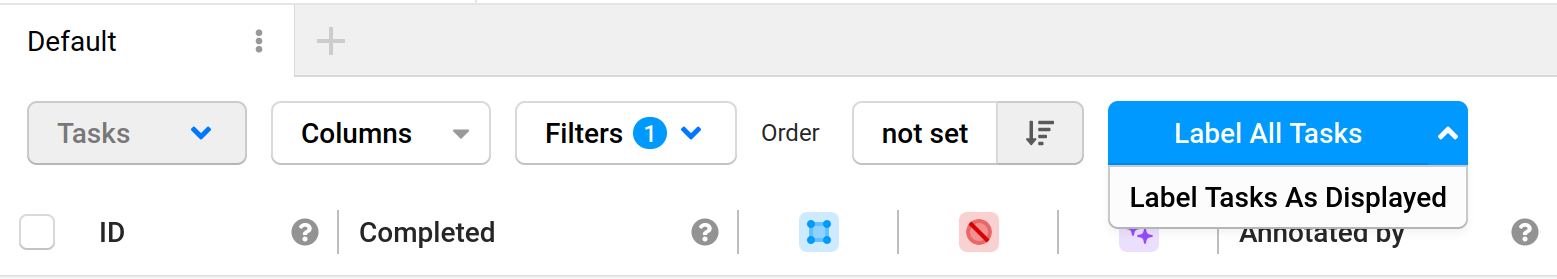 Default
Tasks Columns Filters 1 Order not set Label All Tasks
Label Tasks As Displayed
ID ? Completed ? Annotated by ?